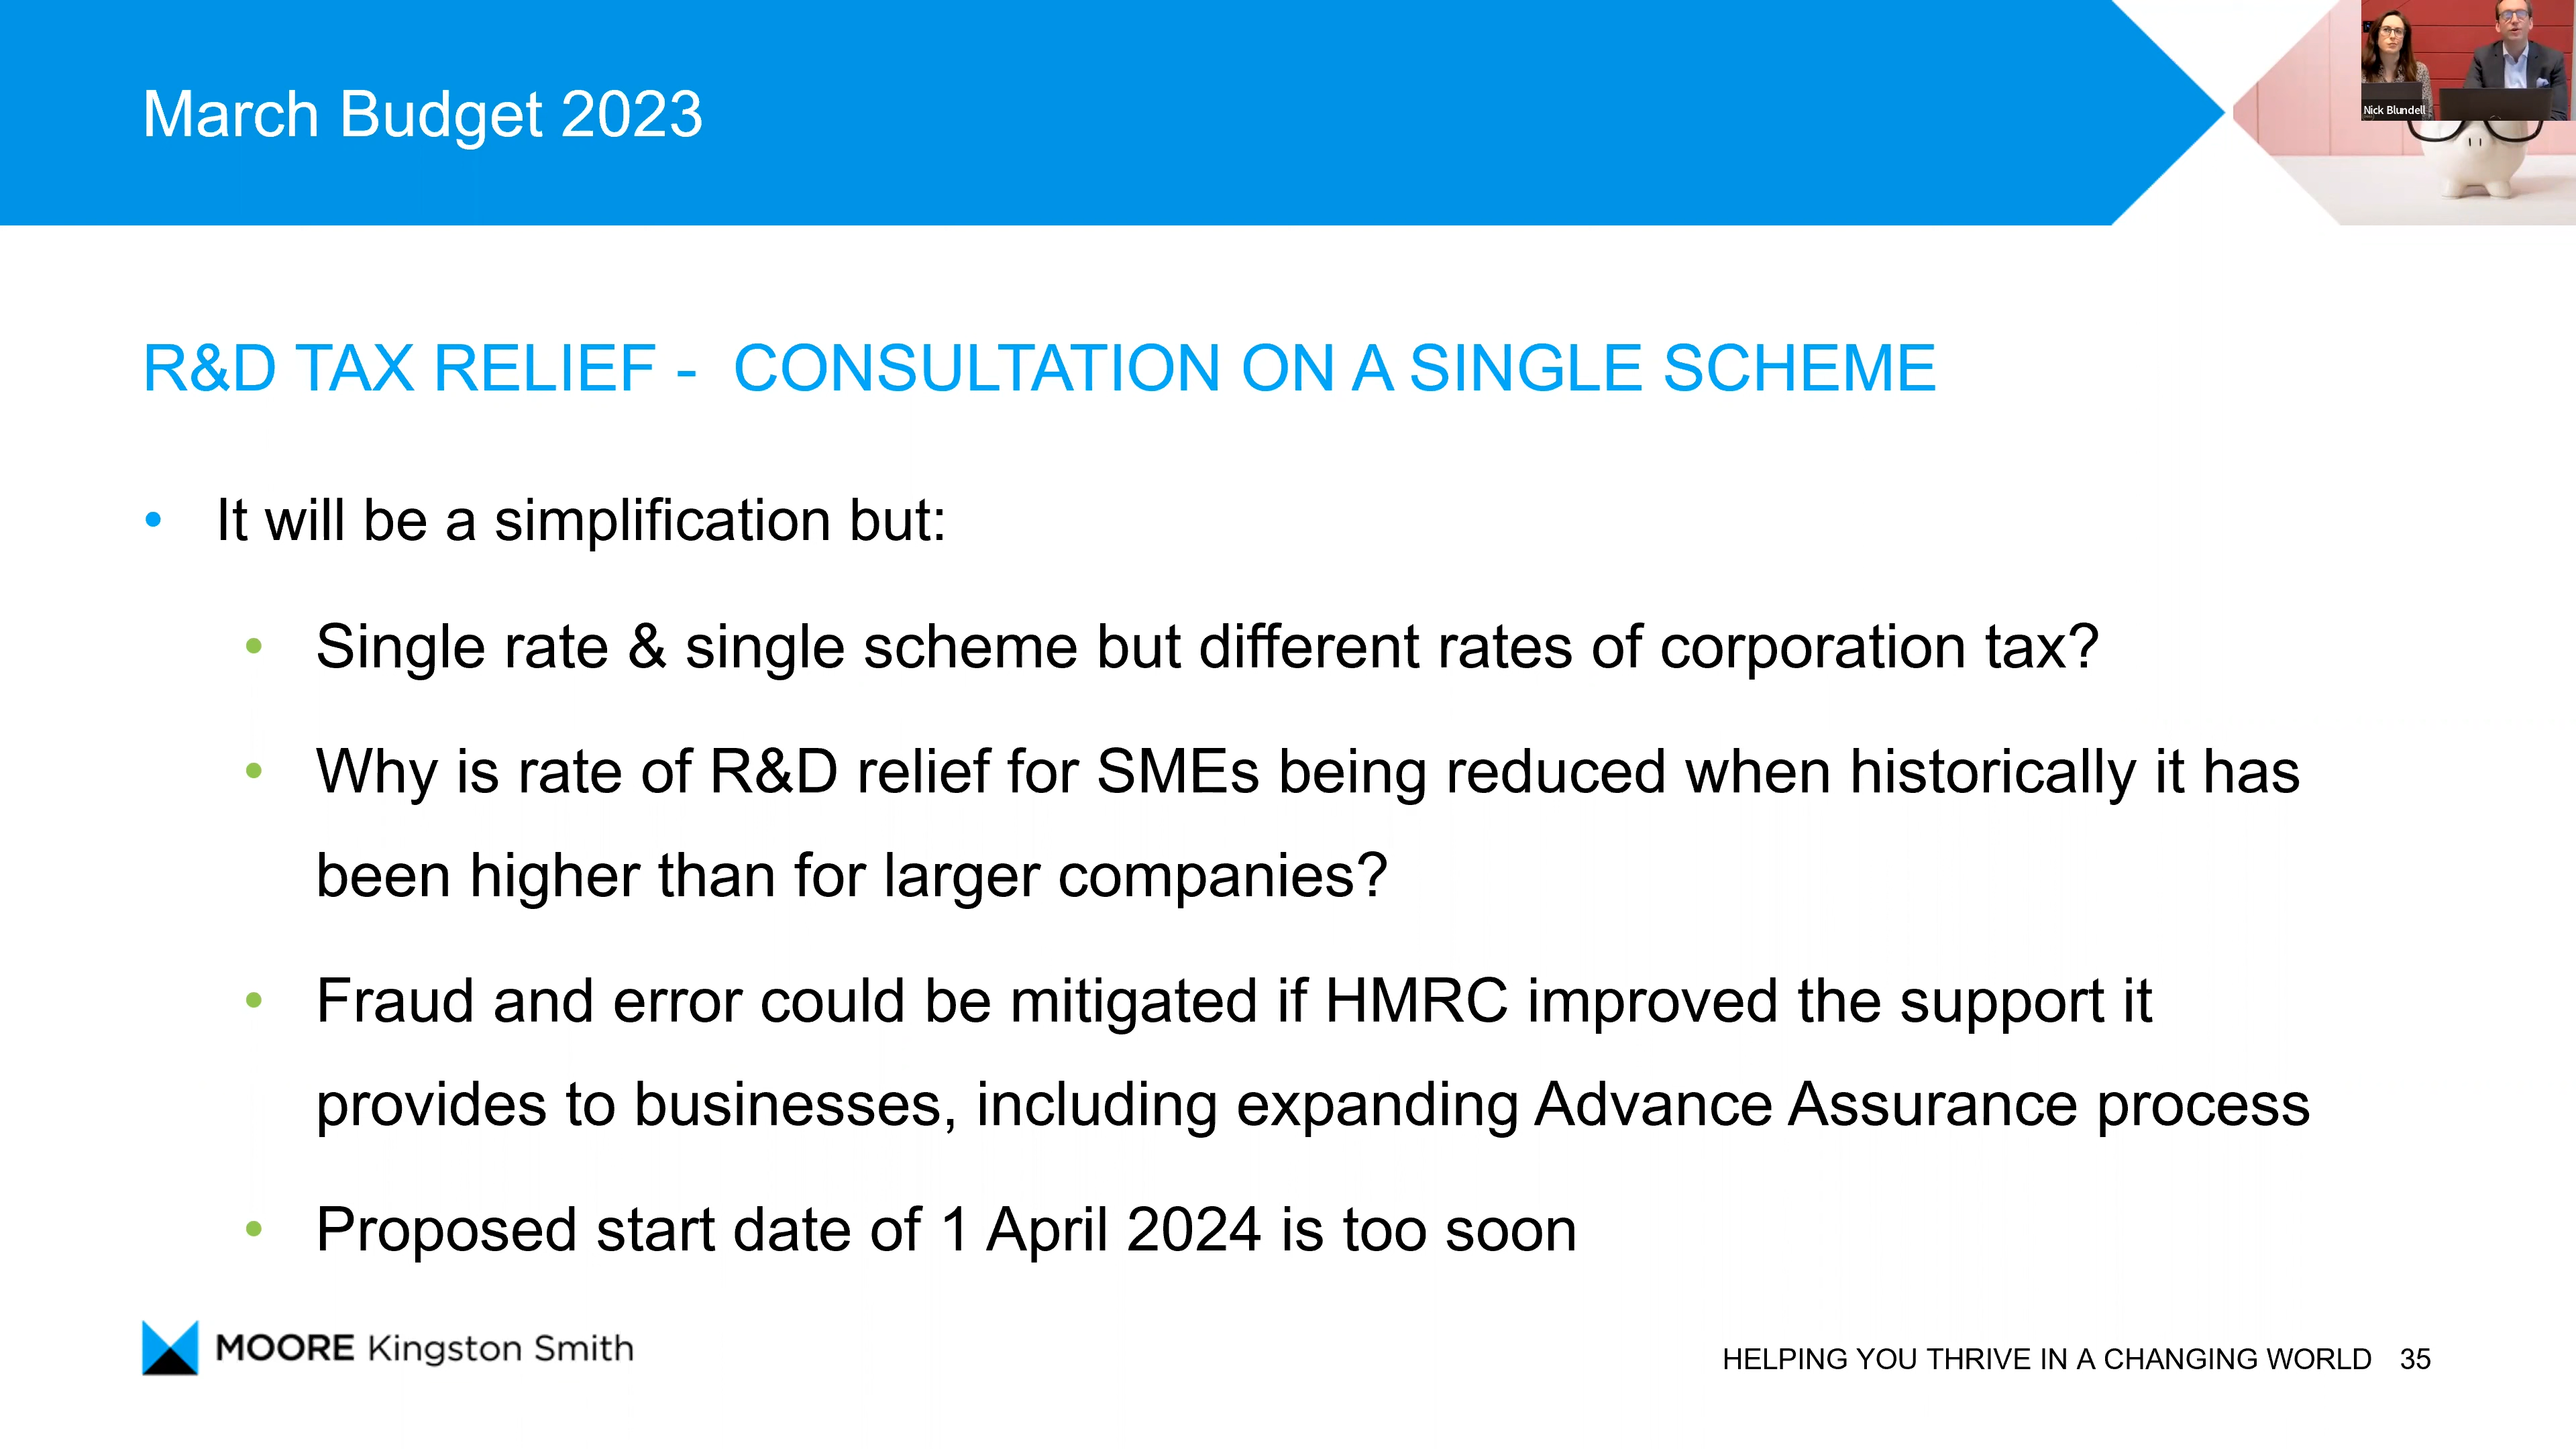 March Budget 2023
Nick Blundell
R&D TAX RELIEF - CONSULTATION ON A SINGLE SCHEME
• It will be a simplification but:
• Single rate & single scheme but different rates of corporation tax?
• Why is rate of R&D relief for SMEs being reduced when historically it has
been higher than for larger companies?
• Fraud and error could be mitigated if HMRC improved the support it
provides to businesses, including expanding Advance Assurance process
• Proposed start date of 1 April 2024 is too soon
MOORE Kingston Smith
HELPING YOU THRIVE IN A CHANGING WORLD 35